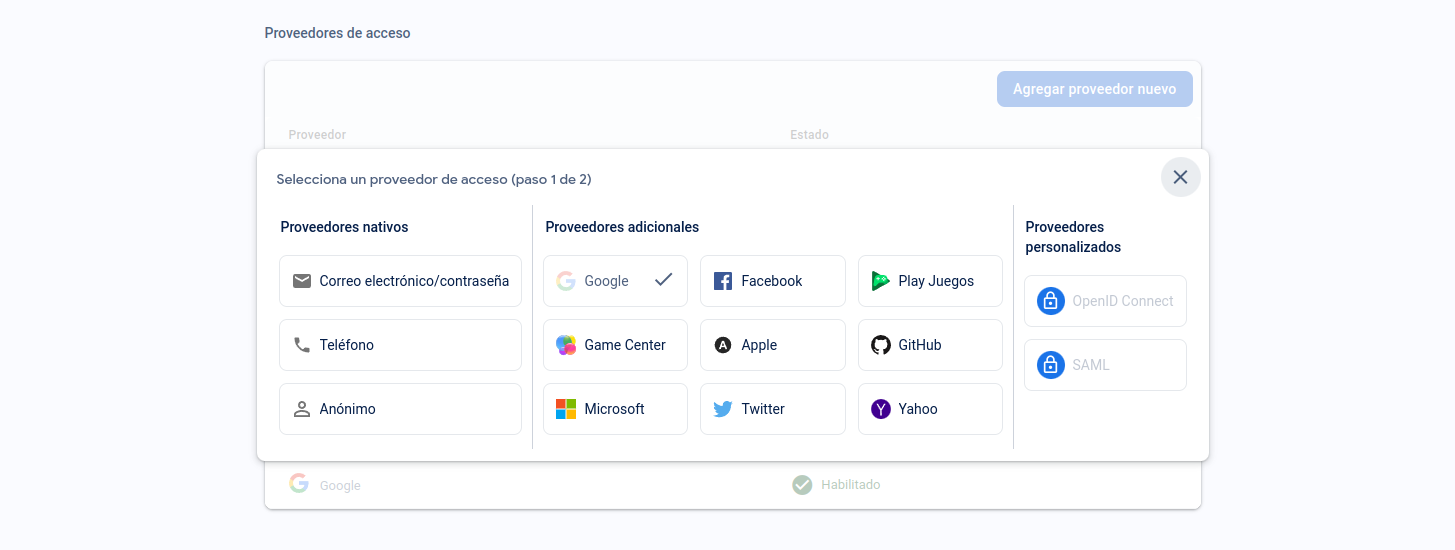 Proveedores de acceso
Agregar proveedor nuevo
Proveedor
Estado
Selecciona un proveedor de acceso (paso 1 de 2)
Proveedores nativos
Correo electrónico/contraseña
Teléfono
Anónimo
Proveedores adicionales
Google
Facebook
Play Juegos
Game Center
Apple
GitHub
Microsoft
Twitter
Yahoo
Proveedores
personalizados
OpenID Connect
SAML
Google
Habilitado